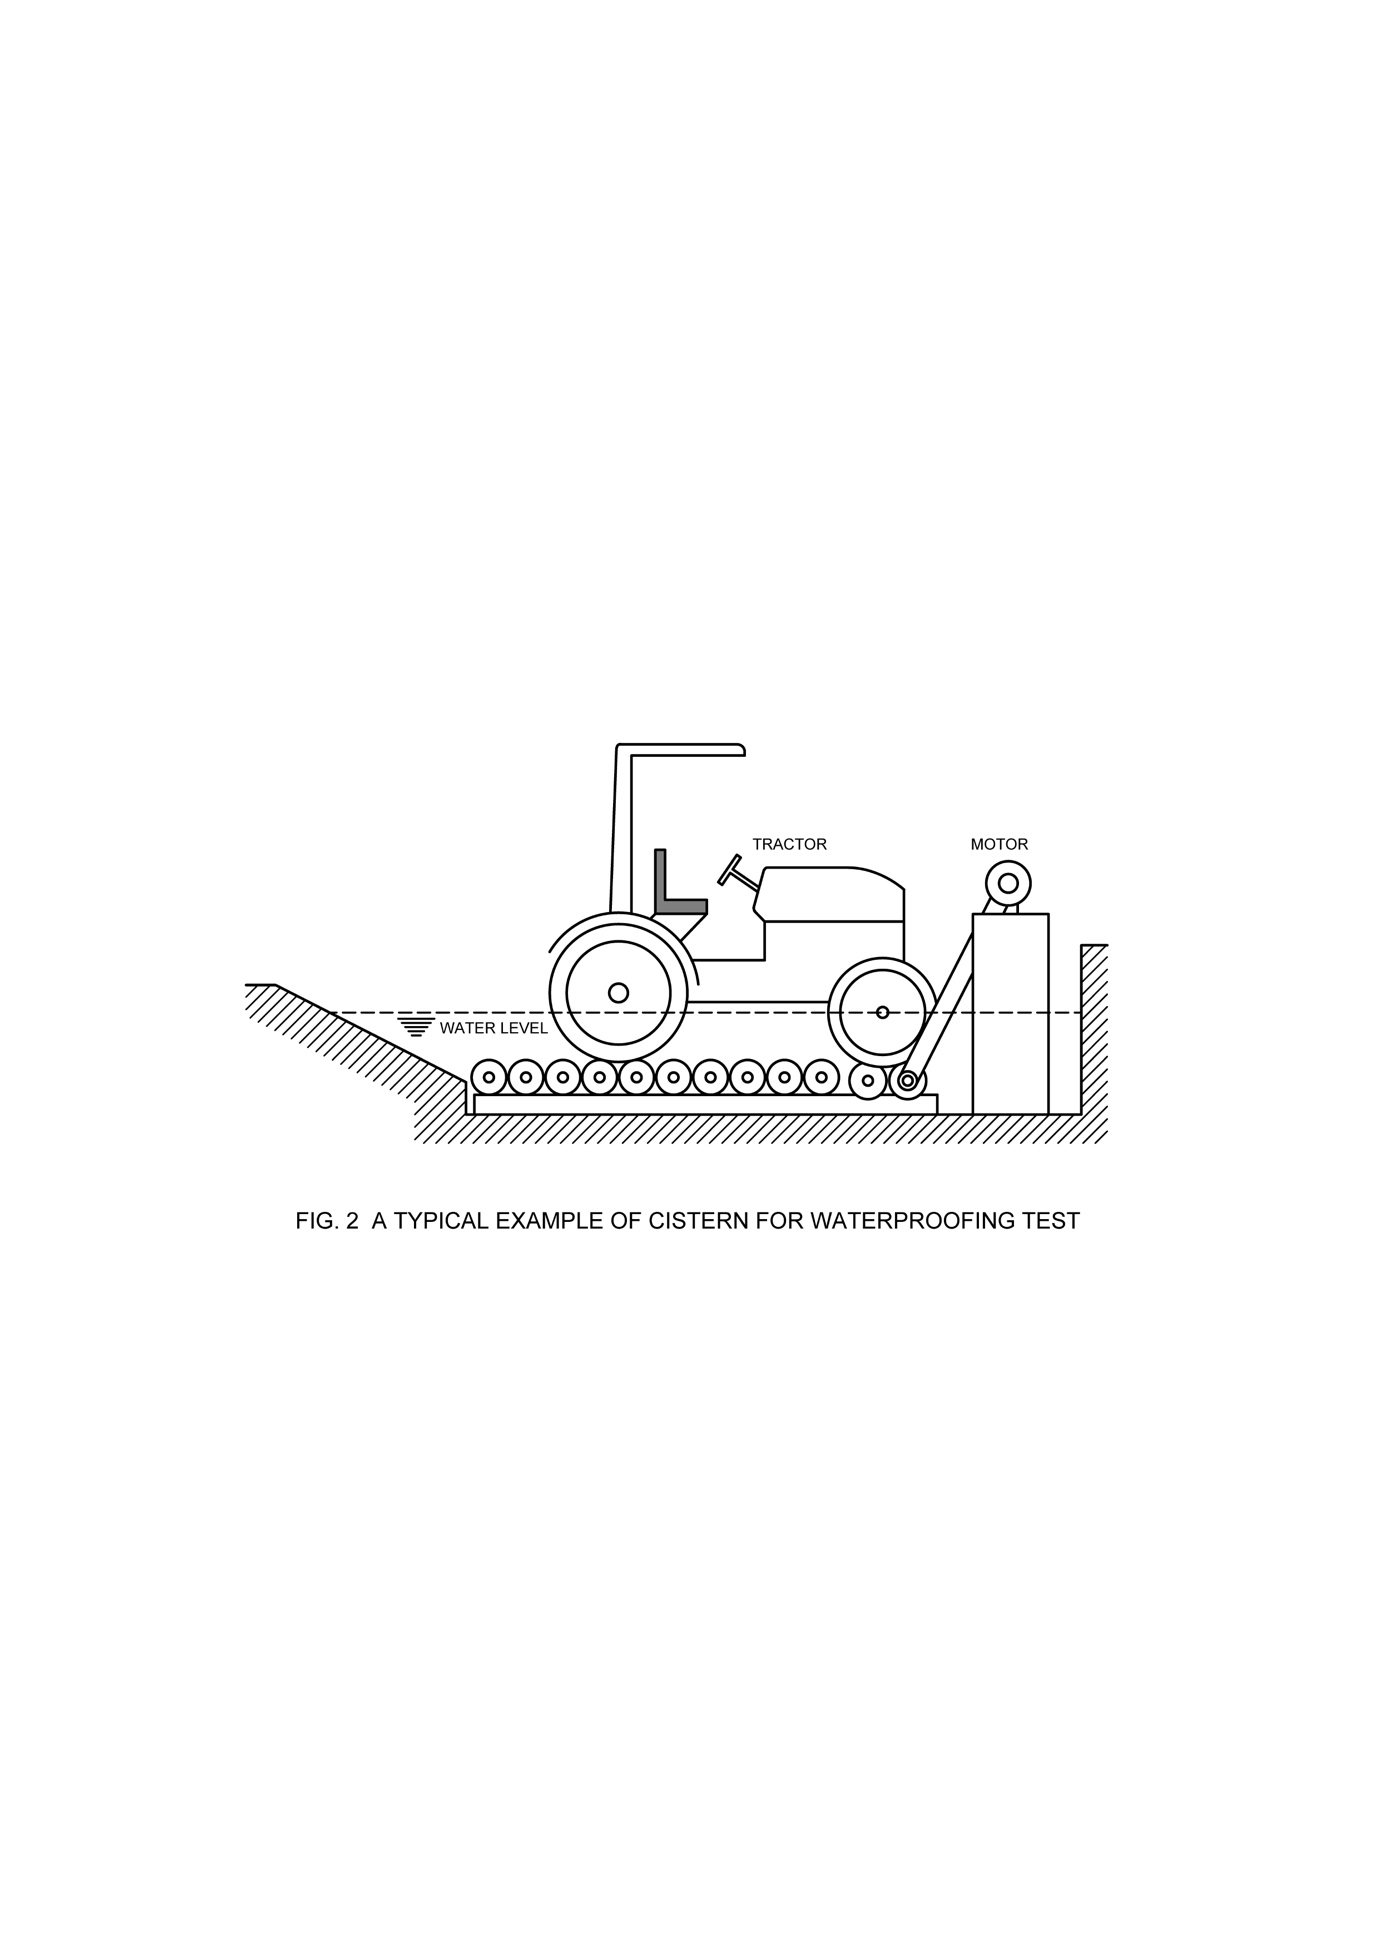 TRACTOR
MOTOR
WATER LEVEL
FIG. 2 A TYPICAL EXAMPLE OF CISTERN FOR WATERPROOFING TEST